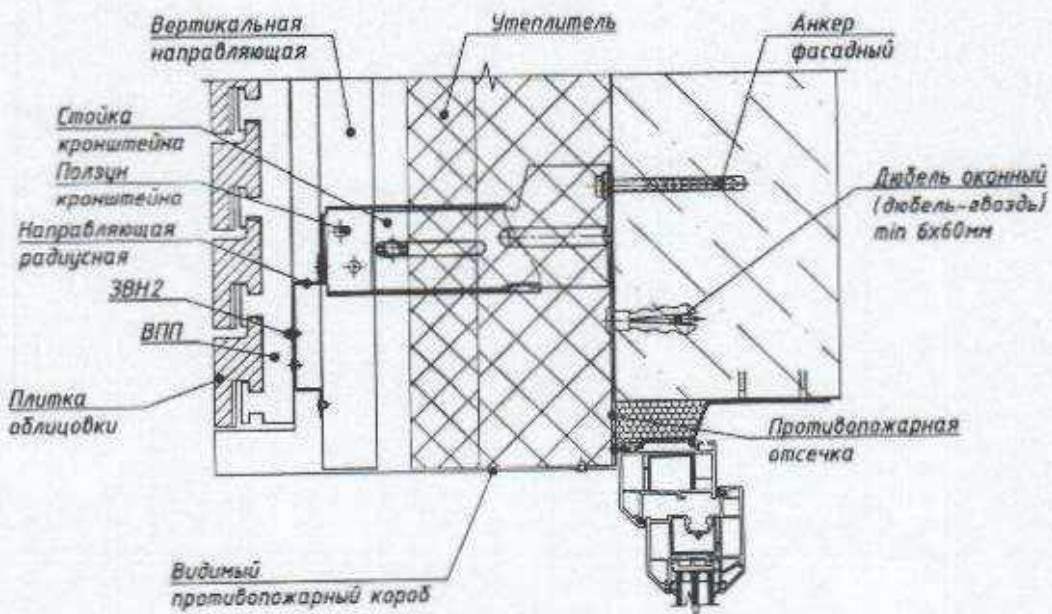 Вертикальная
направляющая
Утеплитель
Анкер
фасадный
Стойка
кронштейна
Ползун
кронштейна
Направляющая
радиусная
ЗВН2
ВПП
Плитка
облицовки
Дюбель оконный
(дюбель-гвоздь)
min 6x60мм
Противопожарная
отсечка
Видимый
противопожарный короб